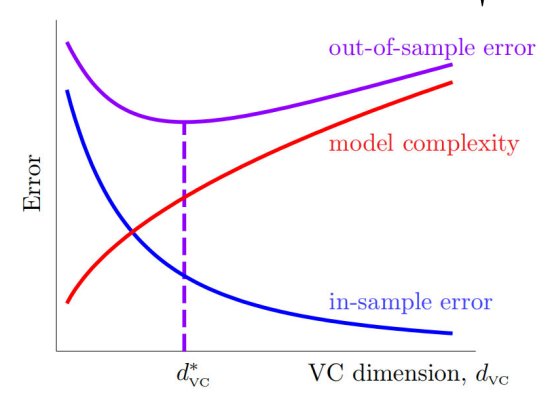 out-of-sample error
model complexity
Error
in-sample error
d*VC
VC dimension, dVC